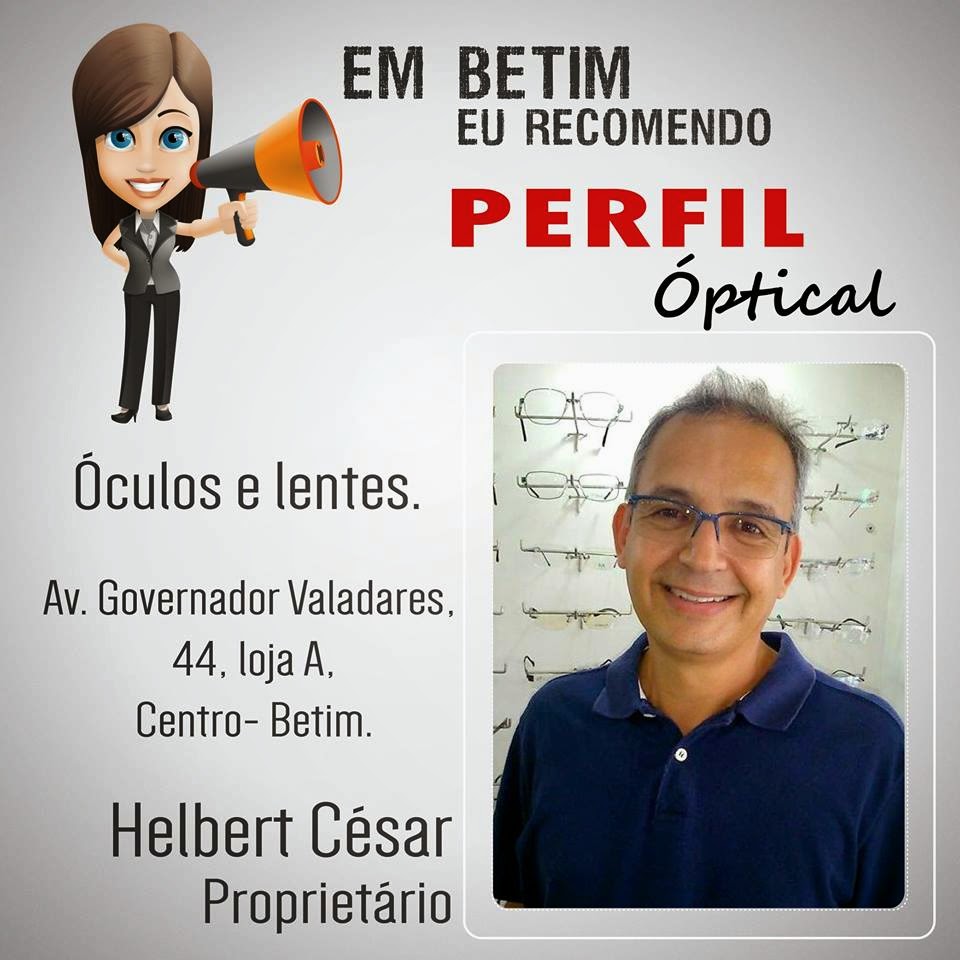 EM BETIM
EU RECOMENDO
PERFIL
Óptical
Óculos e lentes.
Av. Governador Valadares,
44, loja A,
Centro- Betim.
Helbert César
Proprietário